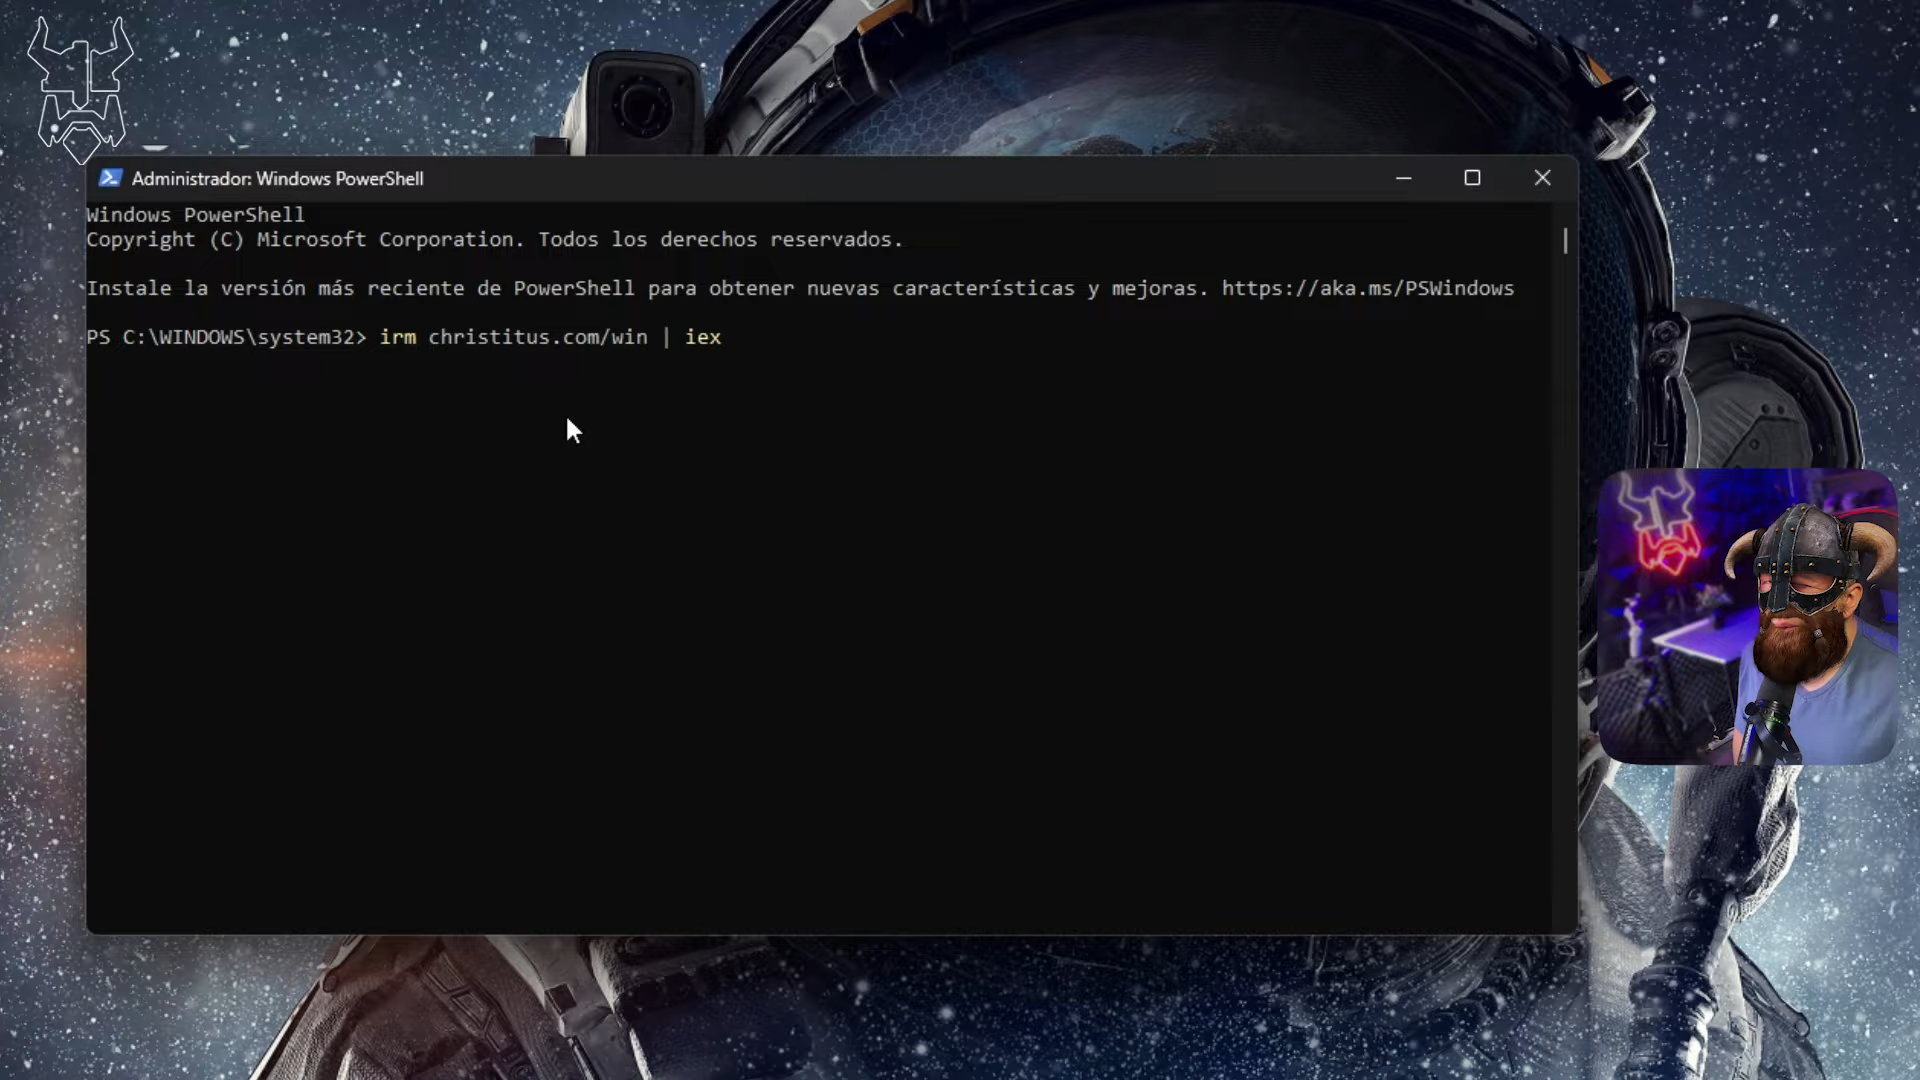 Administrador: Windows PowerShell
Windows PowerShell
Copyright (C) Microsoft Corporation. Todos los derechos reservados.
Instale la versión más reciente de PowerShell para obtener nuevas características y mejoras. https://aka.ms/PSWindows
PS C:\WINDOWS\system32> irm christitus.com/win | iex